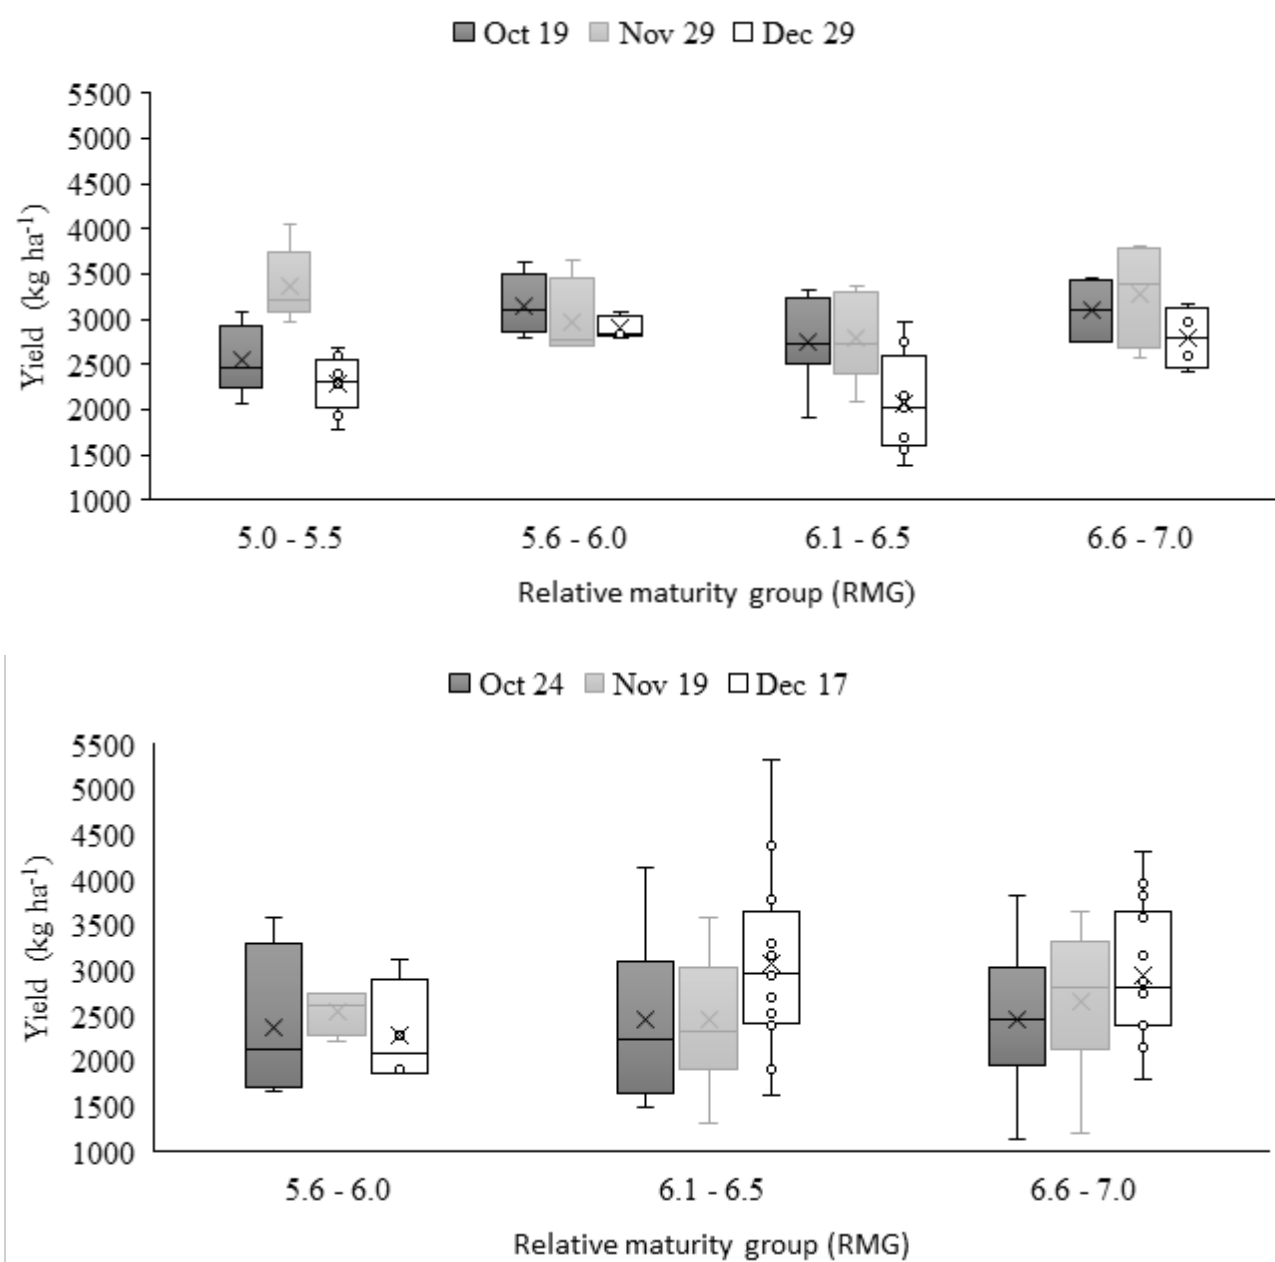 Oct 19 Nov 29 Dec 29
5500
5000
4500
4000
3500
3000
2500
2000
1500
1000
Yield (kg ha⁻¹)
5.0 - 5.5 5.6 - 6.0 6.1 - 6.5 6.6 - 7.0
Relative maturity group (RMG)
Oct 24 Nov 19 Dec 17
5500
5000
4500
4000
3500
3000
2500
2000
1500
1000
Yield (kg ha⁻¹)
5.6 - 6.0 6.1 - 6.5 6.6 - 7.0
Relative maturity group (RMG)